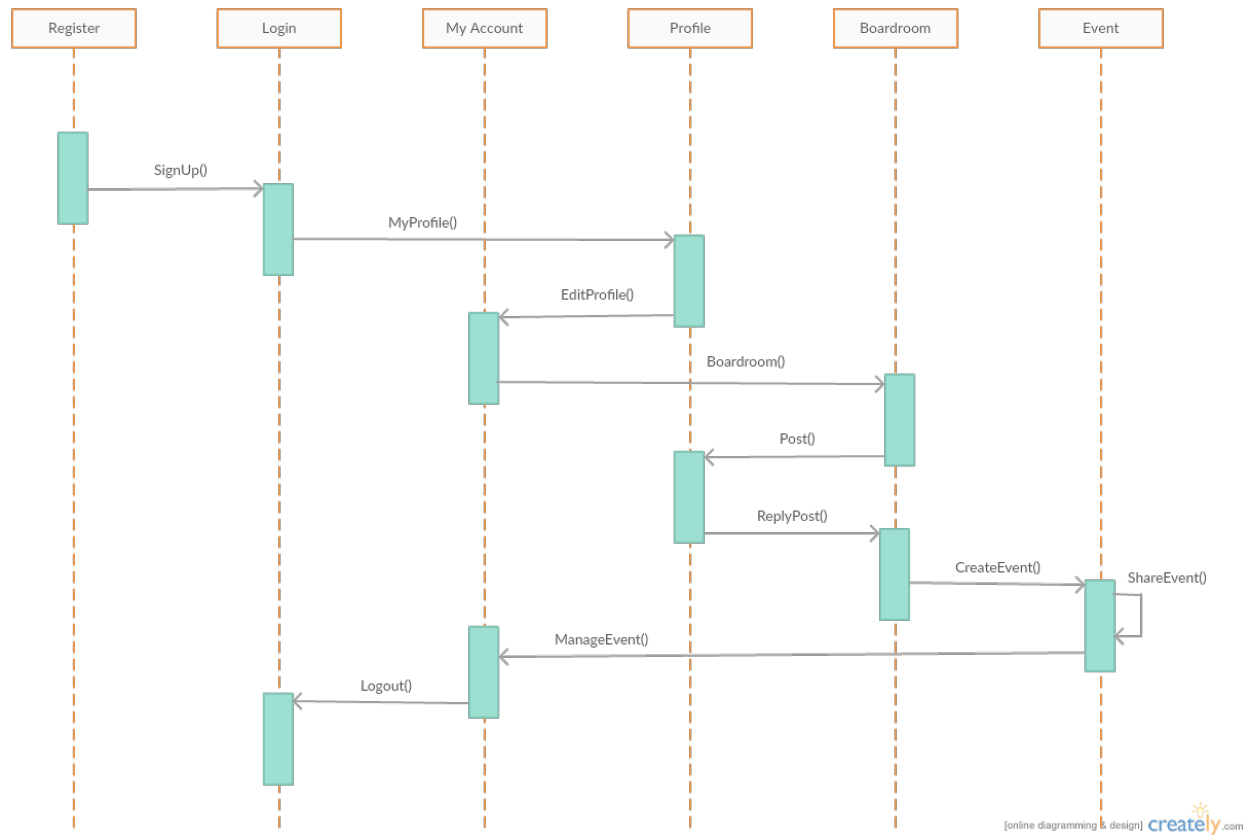 Register
Login
My Account
Profile
Boardroom
Event
SignUp()
MyProfile()
EditProfile()
Boardroom()
Post()
ReplyPost()
CreateEvent()
ShareEvent()
ManageEvent()
Logout()
[online diagramming & design] creately.com